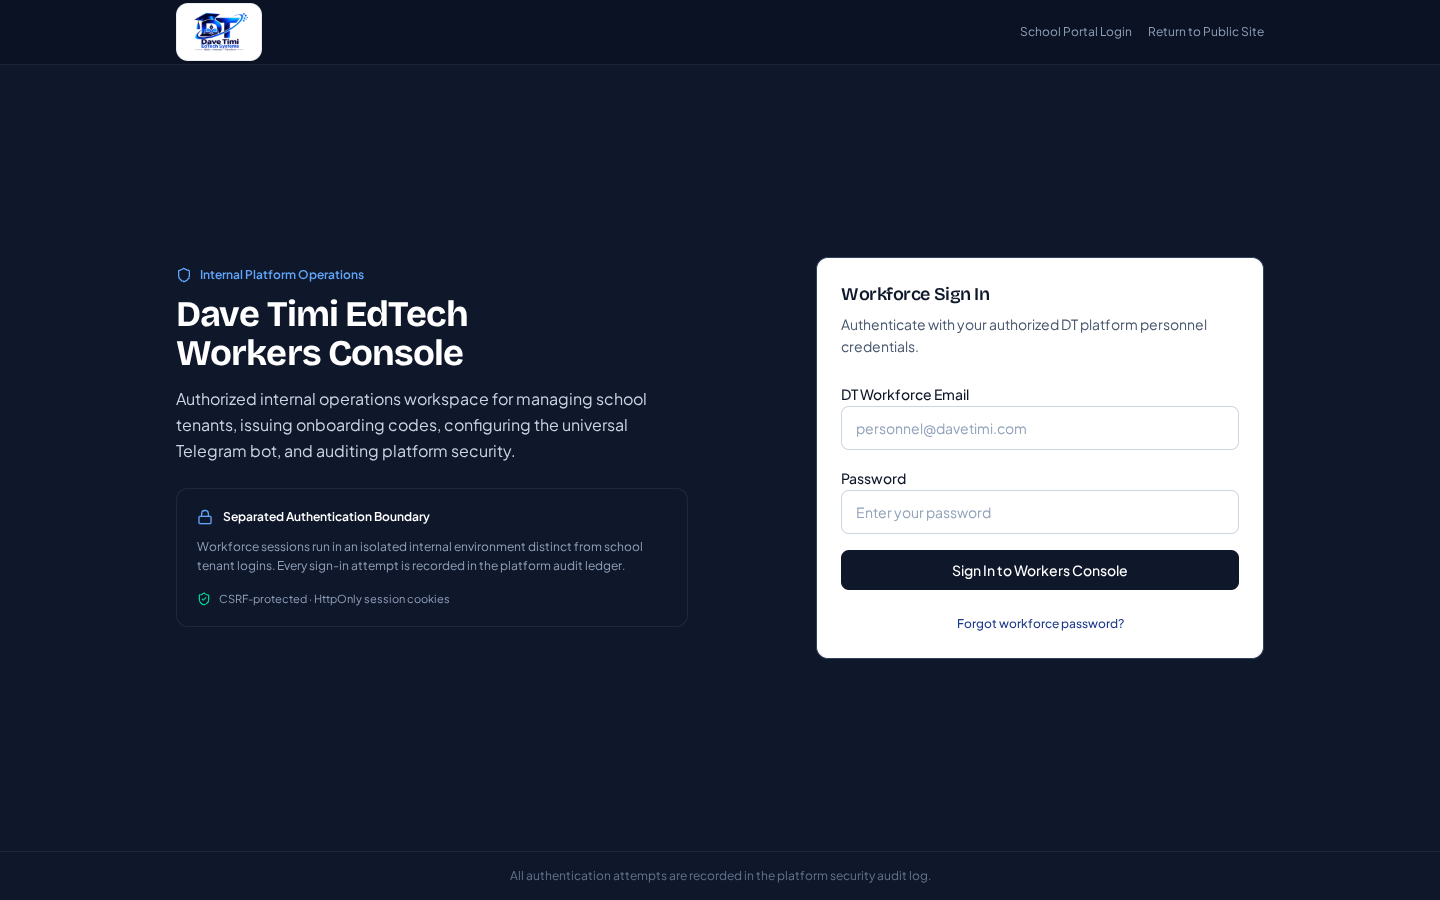 DT
Dave Timi
EdTech Systems
School Portal Login
Return to Public Site
Internal Platform Operations
Dave Timi EdTech
Workers Console
Authorized internal operations workspace for managing school
tenants, issuing onboarding codes, configuring the universal
Telegram bot, and auditing platform security.
Separated Authentication Boundary
Workforce sessions run in an isolated internal environment distinct from school
tenant logins. Every sign-in attempt is recorded in the platform audit ledger.
CSRF-protected · HttpOnly session cookies
Workforce Sign In
Authenticate with your authorized DT platform personnel
credentials.
DT Workforce Email
personnel@davetimi.com
Password
Enter your password
Sign In to Workers Console
Forgot workforce password?
All authentication attempts are recorded in the platform security audit log.